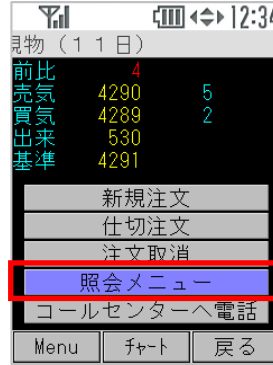 12:34
現物(11日)
前比 4
売気 4290 5
買気 4289 2
出来 530
基準 4291
新規注文
仕切注文
注文取消
照会メニュー
コールセンターへ電話
Menu ﾁｬｰﾄ 戻る